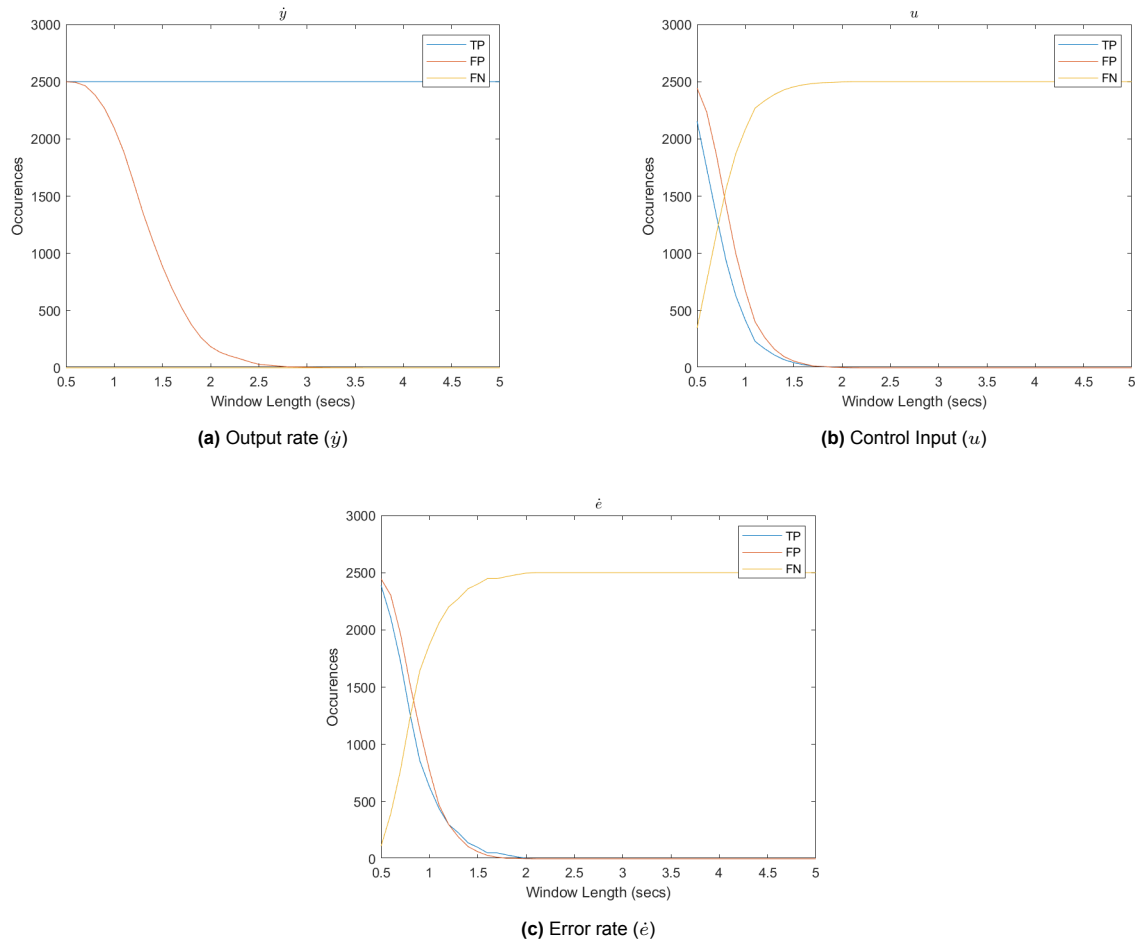 ẏ
3000
2500
2000
1500
1000
500
0
Occurences
0.5 1 1.5 2 2.5 3 3.5 4 4.5 5
Window Length (secs)
TP
FP
FN
(a) Output rate (ẏ)
u
3000
2500
2000
1500
1000
500
0
Occurences
0.5 1 1.5 2 2.5 3 3.5 4 4.5 5
Window Length (secs)
TP
FP
FN
(b) Control Input (u)
ė
3000
2500
2000
1500
1000
500
0
Occurences
0.5 1 1.5 2 2.5 3 3.5 4 4.5 5
Window Length (secs)
TP
FP
FN
(c) Error rate (ė)